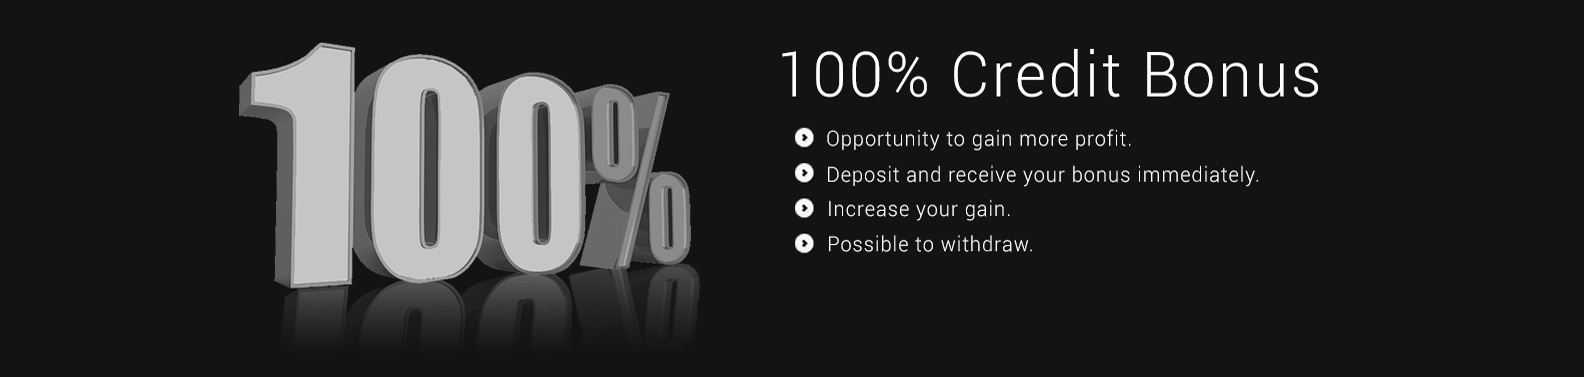 100%
100% Credit Bonus
Opportunity to gain more profit.
Deposit and receive your bonus immediately.
Increase your gain.
Possible to withdraw.